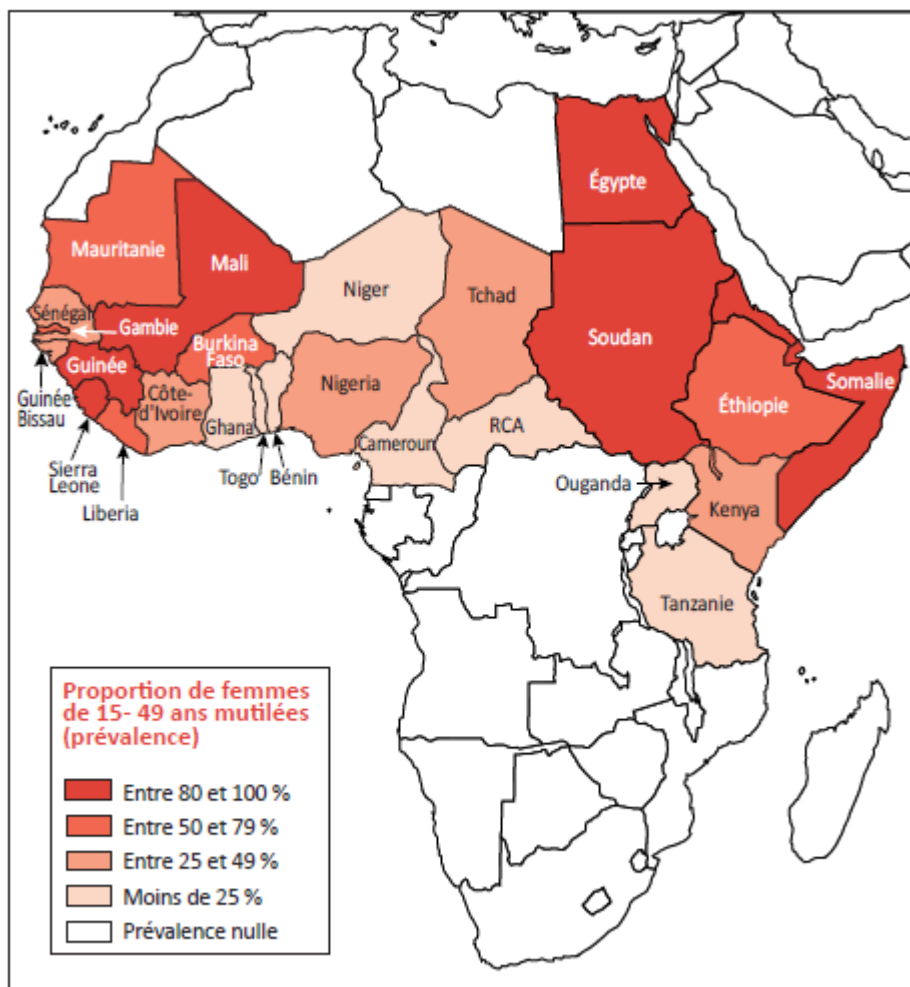 Égypte
Mauritanie
Mali
Niger
Tchad
Sénégal
Gambie
Soudan
Burkina
Faso
Guinée
Somalie
Guinée
Bissau
Côte-
d'Ivoire
Nigeria
Éthiopie
Ghana
RCA
Cameroun
Sierra
Leone
Togo
Bénin
Ouganda
Liberia
Kenya
Tanzanie
Proportion de femmes
de 15- 49 ans mutilées
(prévalence)
Entre 80 et 100 %
Entre 50 et 79 %
Entre 25 et 49 %
Moins de 25 %
Prévalence nulle